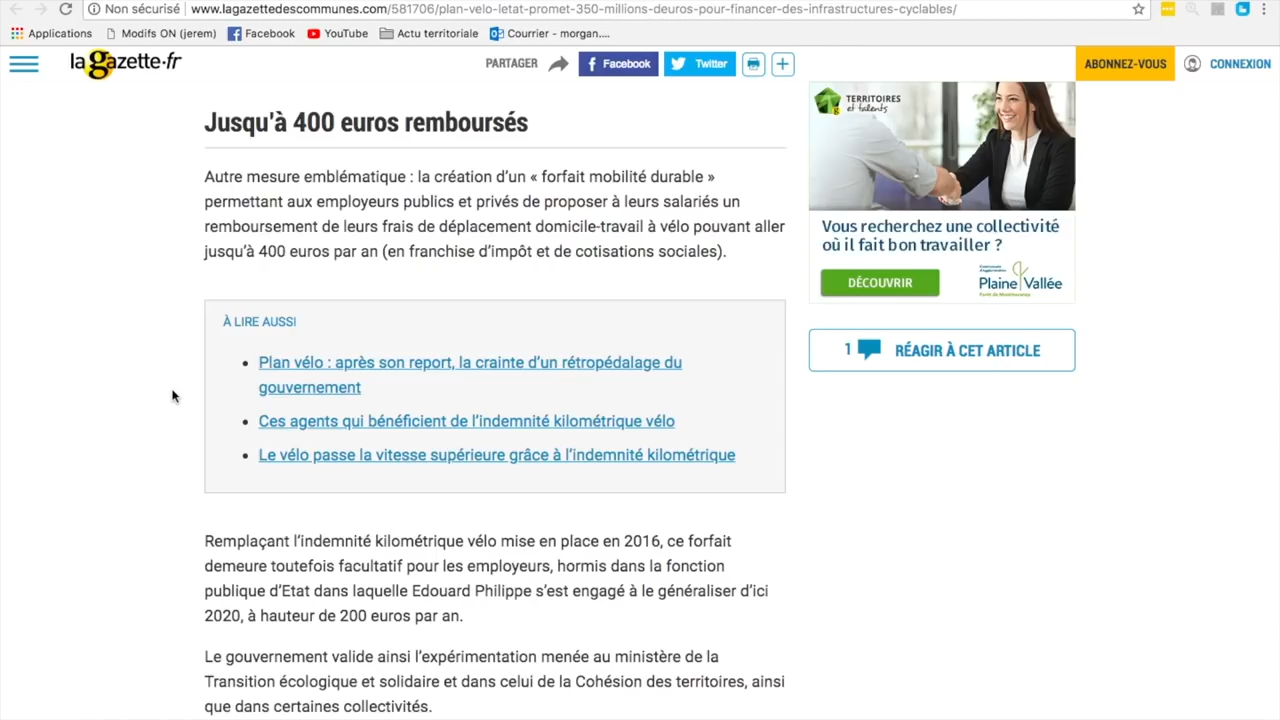 Non sécurisé
www.lagazettedescommunes.com/581706/plan-velo-letat-promet-350-millions-deuros-pour-financer-des-infrastructures-cyclables/
Applications
Modifs ON (jerem)
Facebook
YouTube
Actu territoriale
Courrier - morgan....
la gazette.fr
PARTAGER
Facebook
Twitter
ABONNEZ-VOUS
CONNEXION
Jusqu'à 400 euros remboursés
Autre mesure emblématique : la création d'un « forfait mobilité durable »
permettant aux employeurs publics et privés de proposer à leurs salariés un
remboursement de leurs frais de déplacement domicile-travail à vélo pouvant aller
jusqu'à 400 euros par an (en franchise d'impôt et de cotisations sociales).
À LIRE AUSSI
Plan vélo : après son report, la crainte d'un rétropédalage du
gouvernement
Ces agents qui bénéficient de l'indemnité kilométrique vélo
Le vélo passe la vitesse supérieure grâce à l'indemnité kilométrique
Remplaçant l'indemnité kilométrique vélo mise en place en 2016, ce forfait
demeure toutefois facultatif pour les employeurs, hormis dans la fonction
publique d'Etat dans laquelle Edouard Philippe s'est engagé à le généraliser d'ici
2020, à hauteur de 200 euros par an.
Le gouvernement valide ainsi l'expérimentation menée au ministère de la
Transition écologique et solidaire et dans celui de la Cohésion des territoires, ainsi
que dans certaines collectivités.
TERRITOIRES
et talents
Vous recherchez une collectivité
où il fait bon travailler ?
DÉCOUVRIR
Plaine Vallée
1 RÉAGIR À CET ARTICLE